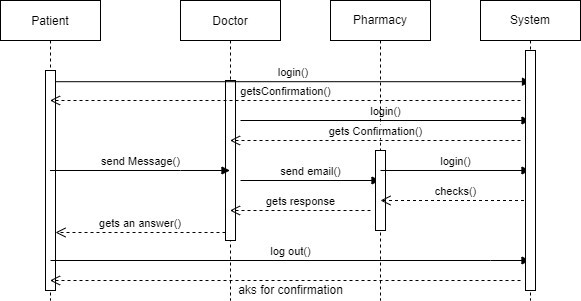 Patient
Doctor
Pharmacy
System
login()
getsConfirmation()
login()
gets Confirmation()
send Message()
login()
send email()
checks()
gets response
gets an answer()
log out()
aks for confirmation